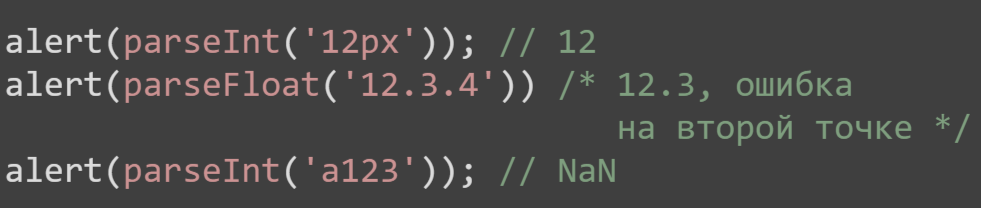 alert(parseInt('12px')); // 12
alert(parseFloat('12.3.4')) /* 12.3, ошибка
на второй точке */
alert(parseInt('a123')); // NaN